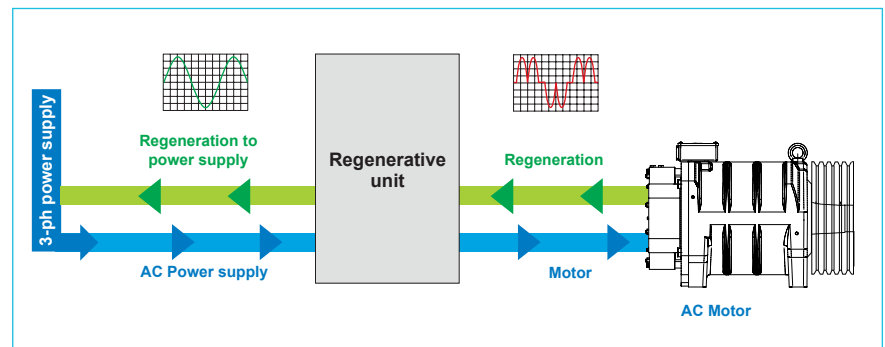 3-ph power supply
Regeneration to
power supply
Regenerative
unit
Regeneration
AC Power supply
Motor
AC Motor